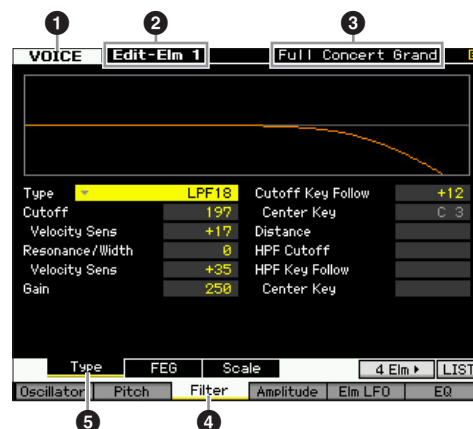 1 2 3
VOICE Edit-Elm 1 Full Concert Grand
Type LPF18 Cutoff Key Follow +12
Cutoff 197 Center Key C 3
Velocity Sens +17 Distance
Resonance/Width 0 HPF Cutoff
Velocity Sens +35 HPF Key Follow
Gain 250 Center Key
Type FEG Scale 4 Elm LIST
Oscillator Pitch Filter Amplitude Elm LFO EQ
5 4